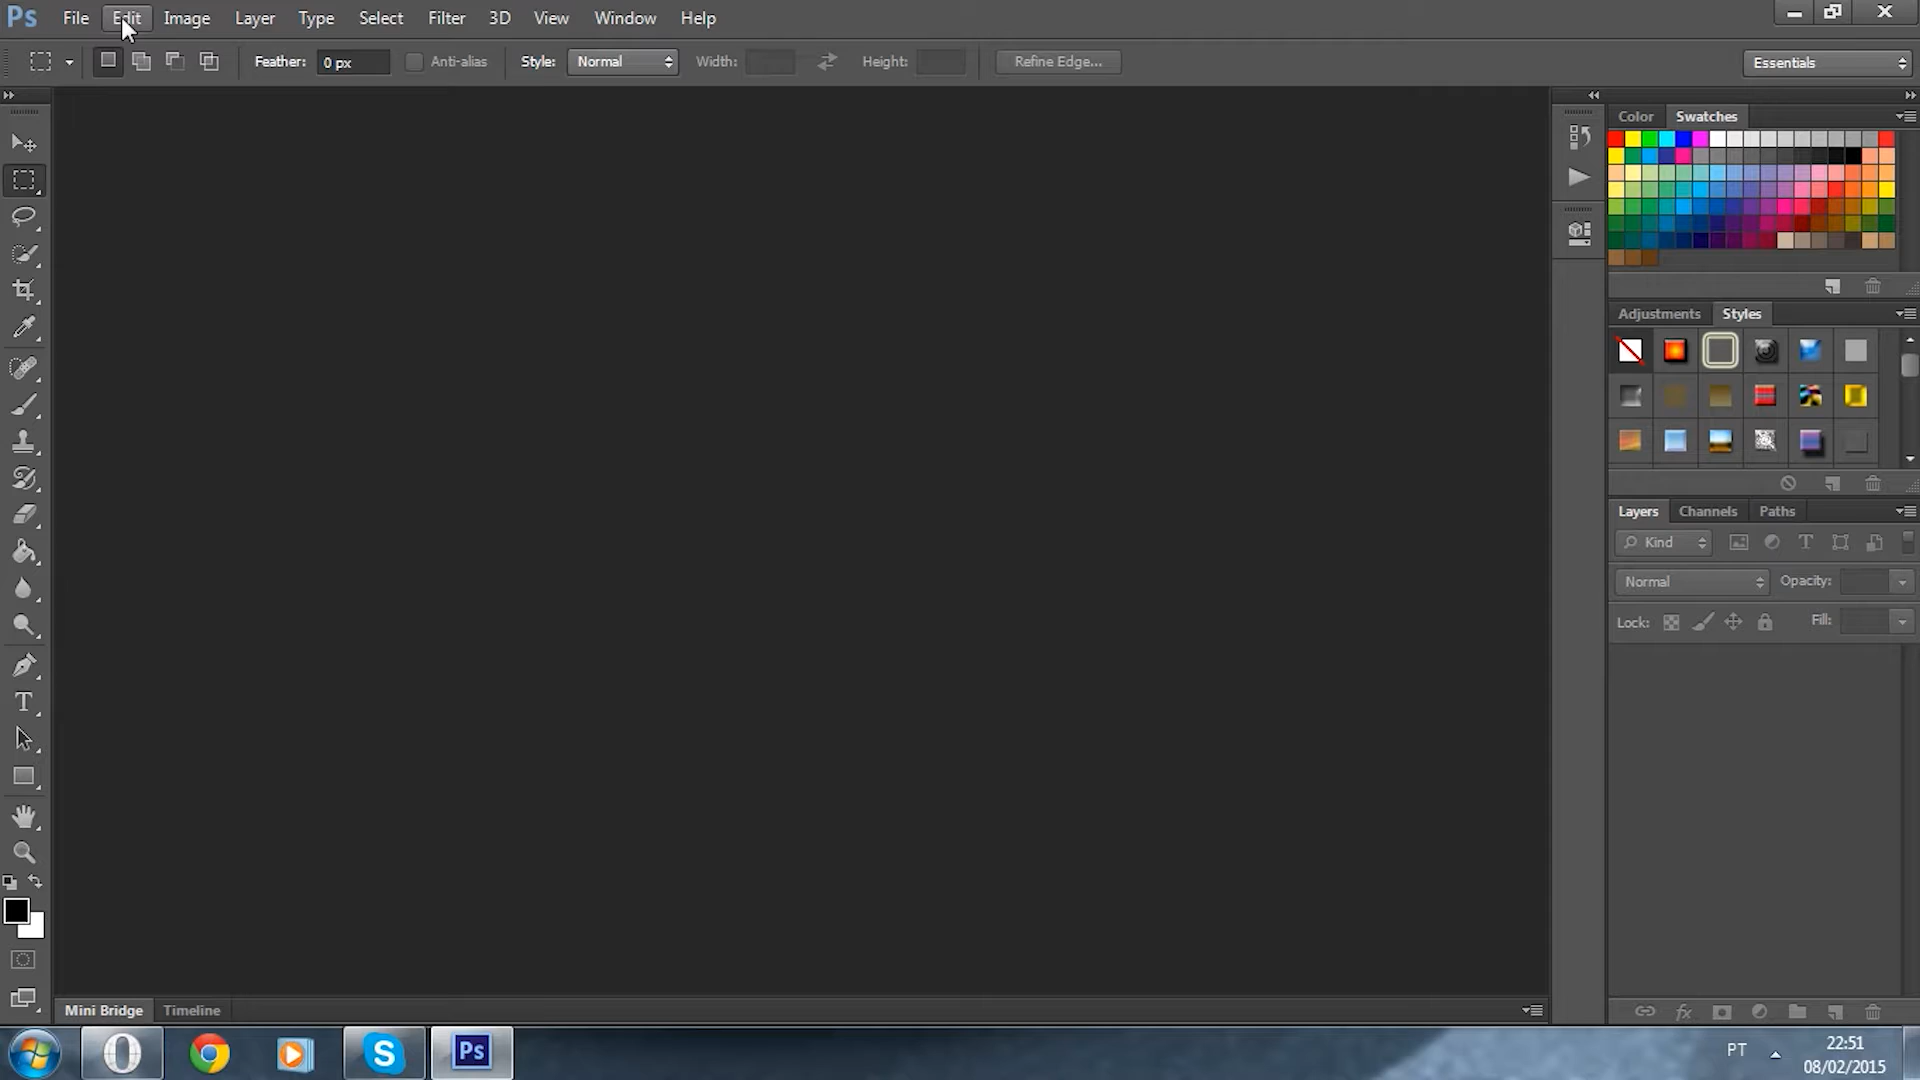 Ps File Edit Image Layer Type Select Filter 3D View Window Help
Feather: 0 px Anti-alias Style: Normal Width: Height: Refine Edge... Essentials
Color Swatches
Adjustments Styles
Layers Channels Paths
Kind
Normal Opacity:
Lock: Fill:
T
Mini Bridge Timeline
S Ps PT 22:51
08/02/2015